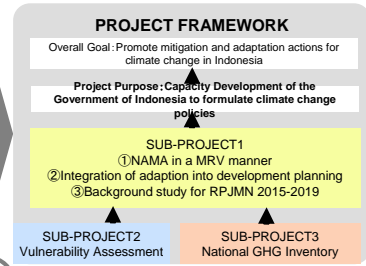 PROJECT FRAMEWORK
Overall Goal:Promote mitigation and adaptation actions for
climate change in Indonesia
Project Purpose:Capacity Development of the
Government of Indonesia to formulate climate change
policies
SUB-PROJECT1
①NAMA in a MRV manner
②Integration of adaption into development planning
③Background study for RPJMN 2015-2019
SUB-PROJECT2
Vulnerability Assessment
SUB-PROJECT3
National GHG Inventory